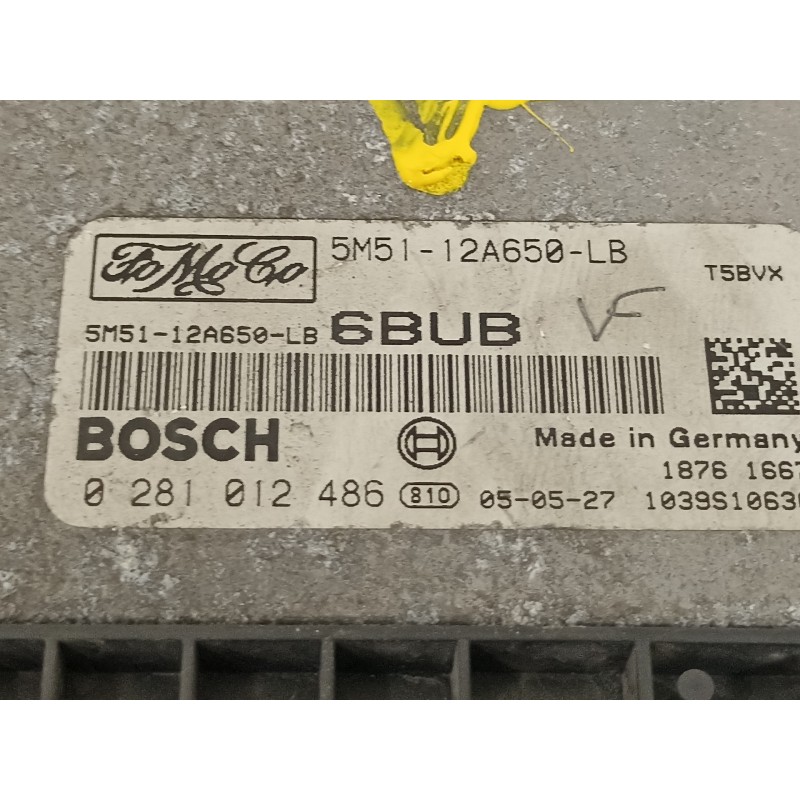 FoMoCo 5M51-12A650-LB
T5BVX
5M51-12A650-LB 6BUB VF
BOSCH Made in Germany
1876 1667
0 281 012 486 810 05-05-27 1039S1063